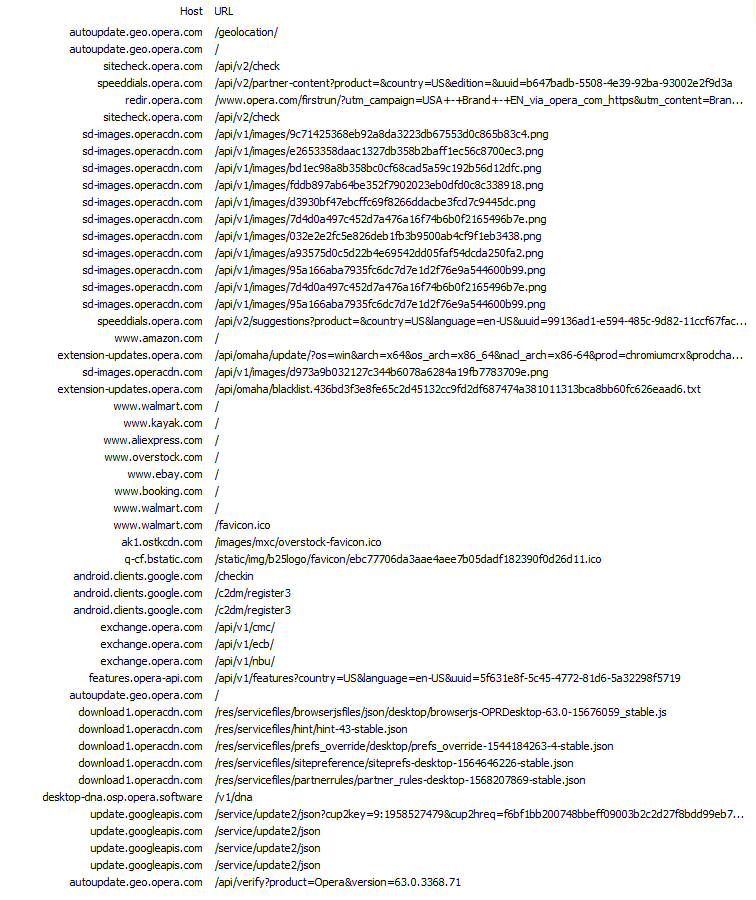 Host URL
autoupdate.geo.opera.com /geolocation/
autoupdate.geo.opera.com /
sitecheck.opera.com /api/v2/check
speeddials.opera.com /api/v2/partner-content?product=&country=US&edition=&uuid=b647badb-5508-4e39-92ba-93002e2f9d3a
redir.opera.com /www.opera.com/firstrun/?utm_campaign=USA+-+Brand+-+EN_via_opera_com_https&utm_content=Bran...
sitecheck.opera.com /api/v2/check
sd-images.operacdn.com /api/v1/images/9c71425368eb92a8da3223db67553d0c865b83c4.png
sd-images.operacdn.com /api/v1/images/e2653358daac1327db358b2baff1ec56c8700ec3.png
sd-images.operacdn.com /api/v1/images/bd1ec98a8b358bc0cf68cad5a59c192b56d12dfc.png
sd-images.operacdn.com /api/v1/images/fddb897ab64be352f7902023eb0dfd0c8c338918.png
sd-images.operacdn.com /api/v1/images/d3930bf47ebcffc69f8266ddacbe3fcd7c9445dc.png
sd-images.operacdn.com /api/v1/images/7d4d0a497c452d7a476a16f74b6b0f2165496b7e.png
sd-images.operacdn.com /api/v1/images/032e2e2fc5e826deb1fb3b9500ab4cf9f1eb3438.png
sd-images.operacdn.com /api/v1/images/a93575d0c5d22b4e69542dd05faf54dcda250fa2.png
sd-images.operacdn.com /api/v1/images/95a166aba7935fc6dc7d7e1d2f76e9a544600b99.png
sd-images.operacdn.com /api/v1/images/7d4d0a497c452d7a476a16f74b6b0f2165496b7e.png
sd-images.operacdn.com /api/v1/images/95a166aba7935fc6dc7d7e1d2f76e9a544600b99.png
speeddials.opera.com /api/v2/suggestions?product=&country=US&language=en-US&uuid=99136ad1-e594-485c-9d82-11ccf67fac...
www.amazon.com /
extension-updates.opera.com /api/omaha/update/?os=win&arch=x64&os_arch=x86_64&nacl_arch=x86-64&prod=chromiumcrx&prodcha...
sd-images.operacdn.com /api/v1/images/d973a9b032127c344b6078a6284a19fb7783709e.png
extension-updates.opera.com /api/omaha/blacklist.436bd3f3e8fe65c2d45132cc9fd2df687474a381011313bca8bb60fc626eaad6.txt
www.walmart.com /
www.kayak.com /
www.aliexpress.com /
www.overstock.com /
www.ebay.com /
www.booking.com /
www.walmart.com /
www.walmart.com /favicon.ico
ak1.ostkcdn.com /images/mxc/overstock-favicon.ico
q-cf.bstatic.com /static/img/b25logo/favicon/ebc77706da3aae4aee7b05dadf182390f0d26d11.ico
android.clients.google.com /checkin
android.clients.google.com /c2dm/register3
android.clients.google.com /c2dm/register3
exchange.opera.com /api/v1/cmc/
exchange.opera.com /api/v1/ecb/
exchange.opera.com /api/v1/nbu/
features.opera-api.com /api/v1/features?country=US&language=en-US&uuid=5f631e8f-5c45-4772-81d6-5a32298f5719
autoupdate.geo.opera.com /
download1.operacdn.com /res/servicefiles/browserjsfiles/json/desktop/browserjs-OPRDesktop-63.0-15676059_stable.js
download1.operacdn.com /res/servicefiles/hint/hint-43-stable.json
download1.operacdn.com /res/servicefiles/prefs_override/desktop/prefs_override-1544184263-4-stable.json
download1.operacdn.com /res/servicefiles/sitepreference/siteprefs-desktop-1564646226-stable.json
download1.operacdn.com /res/servicefiles/partnerrules/partner_rules-desktop-1568207869-stable.json
desktop-dna.osp.opera.software /v1/dna
update.googleapis.com /service/update2/json?cup2key=9:1958527479&cup2hreq=f6bf1bb200748bbeff09003b2c2d27f8bdd99eb7...
update.googleapis.com /service/update2/json
update.googleapis.com /service/update2/json
update.googleapis.com /service/update2/json
autoupdate.geo.opera.com /api/verify?product=Opera&version=63.0.3368.71